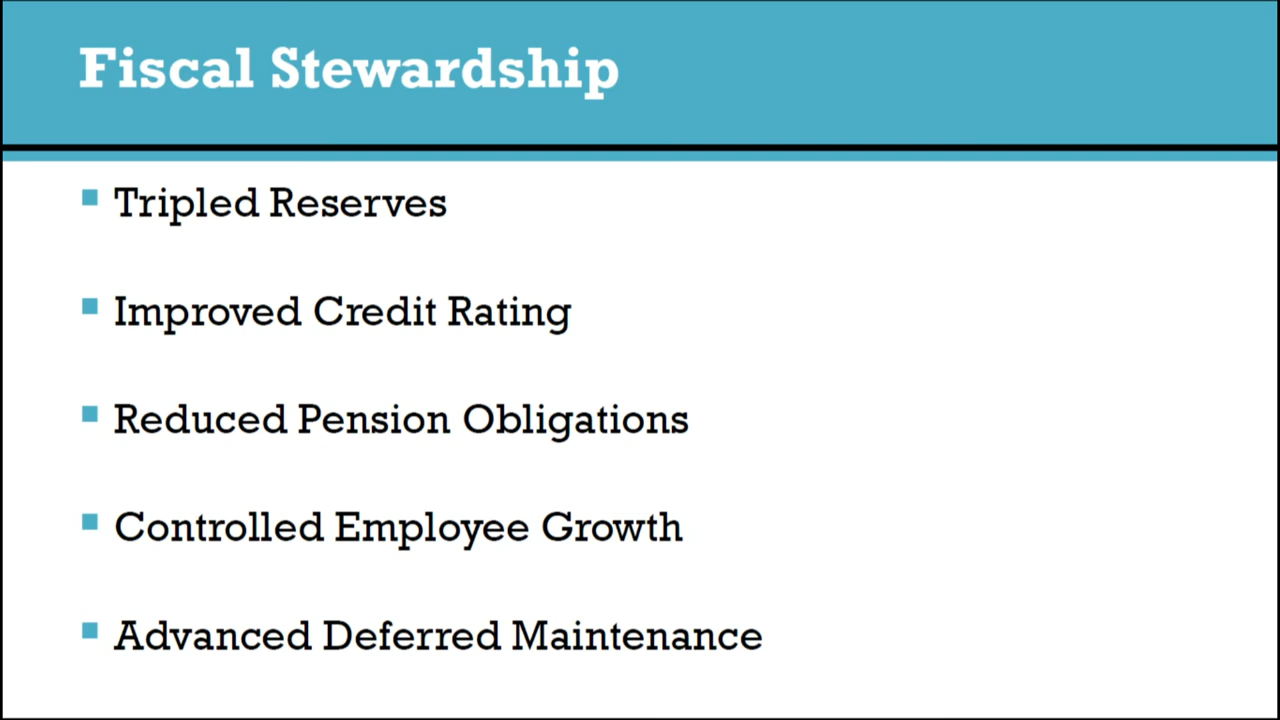 Fiscal Stewardship
Tripled Reserves
Improved Credit Rating
Reduced Pension Obligations
Controlled Employee Growth
Advanced Deferred Maintenance